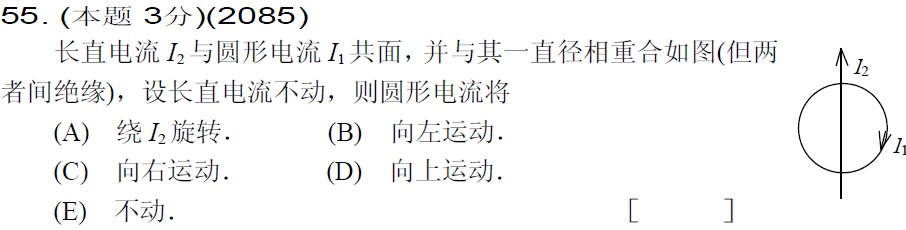 55. (本题 3分)(2085)
长直电流 I₂ 与圆形电流 I₁ 共面，并与其一直径相重合如图(但两
者间绝缘)，设长直电流不动，则圆形电流将
(A) 绕 I₂ 旋转. (B) 向左运动.
(C) 向右运动. (D) 向上运动.
(E) 不动. [ ]
I₂
I₁